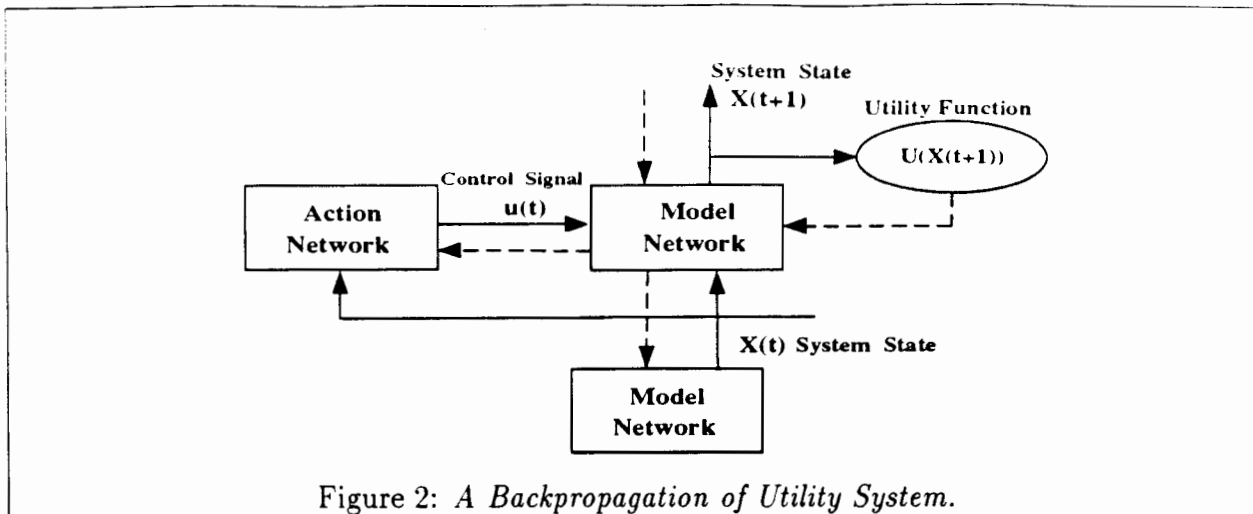 System State
X(t+1)
Utility Function
U(X(t+1))
Control Signal
u(t)
Action
Network
Model
Network
X(t) System State
Model
Network
Figure 2: A Backpropagation of Utility System.